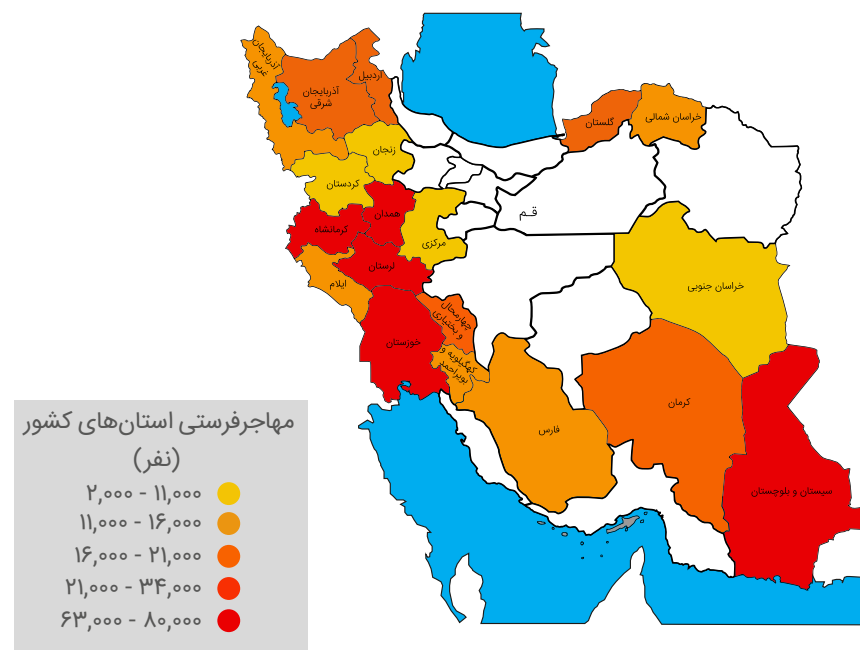 آذربایجان
غربی
آذربایجان
شرقی
اردبیل
گلستان
خراسان شمالی
زنجان
کردستان
همدان
کرمانشاه
مرکزی
قـم
لرستان
ایلام
خراسان جنوبی
چهارمحال
و بختیاری
خوزستان
کهگیلویه و
بویراحمد
فارس
کرمان
سیستان و بلوچستان
مهاجرفرستی استان‌های کشور
(نفر)
۲,۰۰۰ - ۱۱,۰۰۰
۱۱,۰۰۰ - ۱۶,۰۰۰
۱۶,۰۰۰ - ۲۱,۰۰۰
۲۱,۰۰۰ - ۳۴,۰۰۰
۶۳,۰۰۰ - ۸۰,۰۰۰